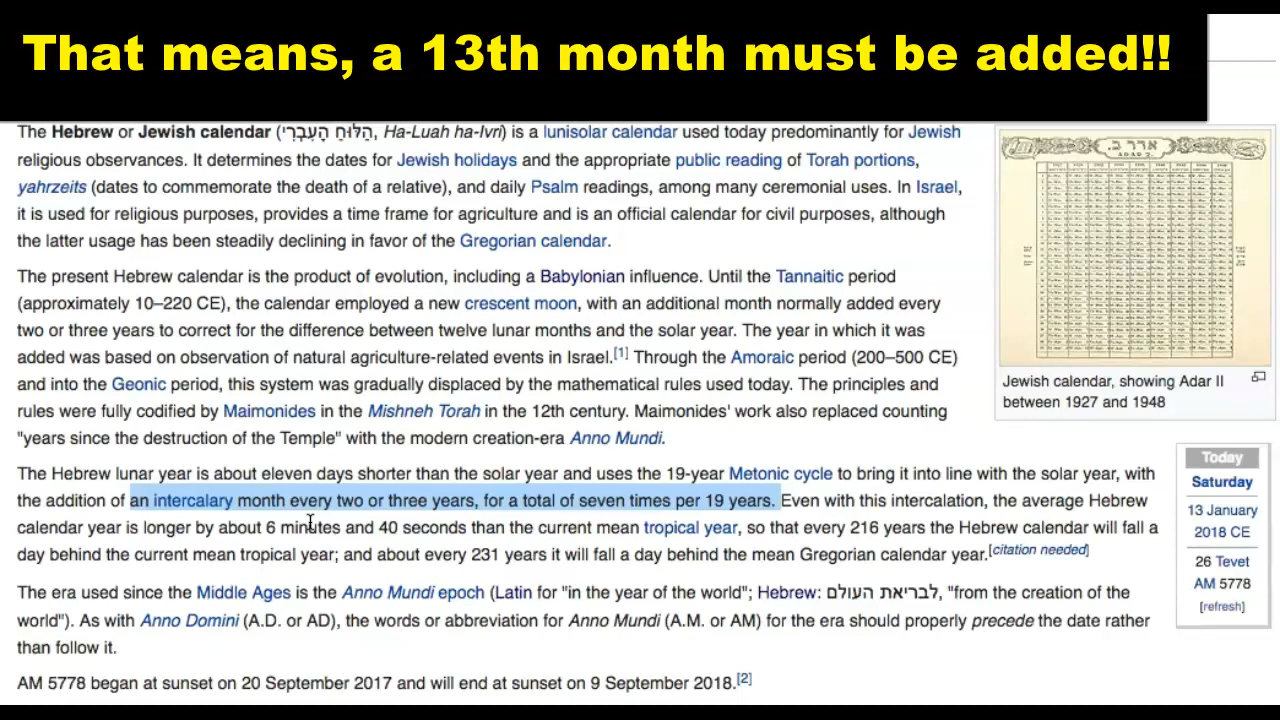 That means, a 13th month must be added!!
The Hebrew or Jewish calendar (הַלּוּחַ הָעִבְרִי, Ha-Luah ha-Ivri) is a lunisolar calendar used today predominantly for Jewish
religious observances. It determines the dates for Jewish holidays and the appropriate public reading of Torah portions,
yahrzeits (dates to commemorate the death of a relative), and daily Psalm readings, among many ceremonial uses. In Israel,
it is used for religious purposes, provides a time frame for agriculture and is an official calendar for civil purposes, although
the latter usage has been steadily declining in favor of the Gregorian calendar.
The present Hebrew calendar is the product of evolution, including a Babylonian influence. Until the Tannaitic period
(approximately 10–220 CE), the calendar employed a new crescent moon, with an additional month normally added every
two or three years to correct for the difference between twelve lunar months and the solar year. The year in which it was
added was based on observation of natural agriculture-related events in Israel.[1] Through the Amoraic period (200–500 CE)
and into the Geonic period, this system was gradually displaced by the mathematical rules used today. The principles and
rules were fully codified by Maimonides in the Mishneh Torah in the 12th century. Maimonides' work also replaced counting
"years since the destruction of the Temple" with the modern creation-era Anno Mundi.
The Hebrew lunar year is about eleven days shorter than the solar year and uses the 19-year Metonic cycle to bring it into line with the solar year, with
the addition of an intercalary month every two or three years, for a total of seven times per 19 years. Even with this intercalation, the average Hebrew
calendar year is longer by about 6 minutes and 40 seconds than the current mean tropical year, so that every 216 years the Hebrew calendar will fall a
day behind the current mean tropical year; and about every 231 years it will fall a day behind the mean Gregorian calendar year.[citation needed]
The era used since the Middle Ages is the Anno Mundi epoch (Latin for "in the year of the world"; Hebrew: לבריאת העולם, "from the creation of the
world"). As with Anno Domini (A.D. or AD), the words or abbreviation for Anno Mundi (A.M. or AM) for the era should properly precede the date rather
than follow it.
AM 5778 began at sunset on 20 September 2017 and will end at sunset on 9 September 2018.[2]
אדר ב.
ADAR 2.
Jewish calendar, showing Adar II
between 1927 and 1948
Today
Saturday
13 January
2018 CE
26 Tevet
AM 5778
[refresh]